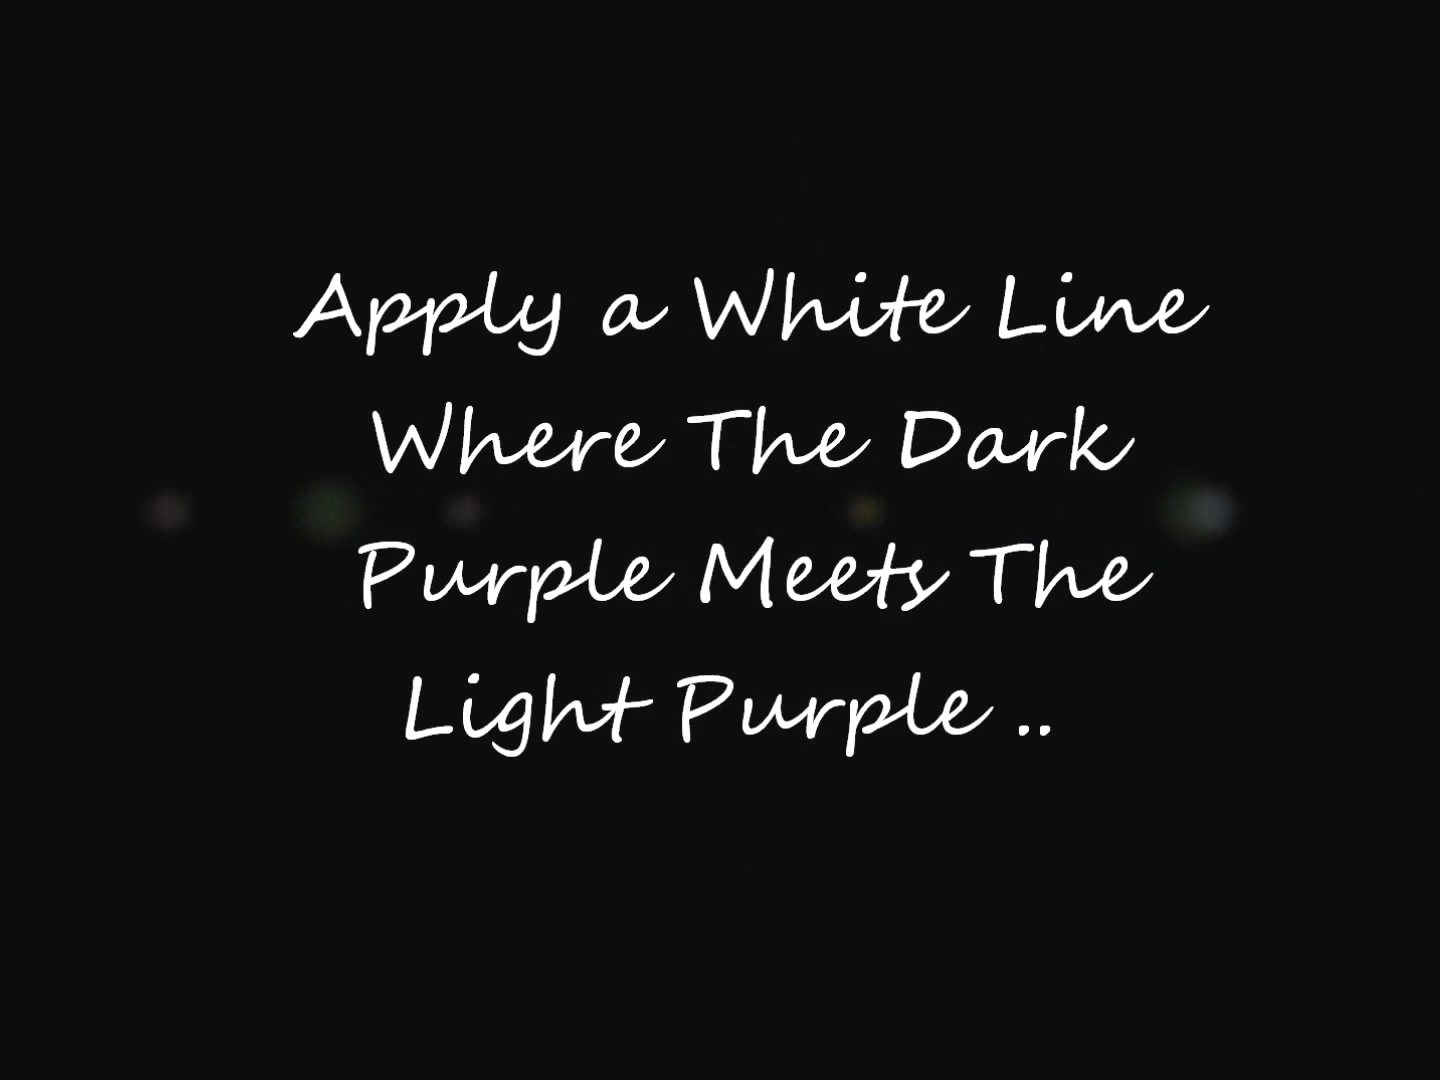 Apply a White Line
Where The Dark
Purple Meets The
Light Purple ..